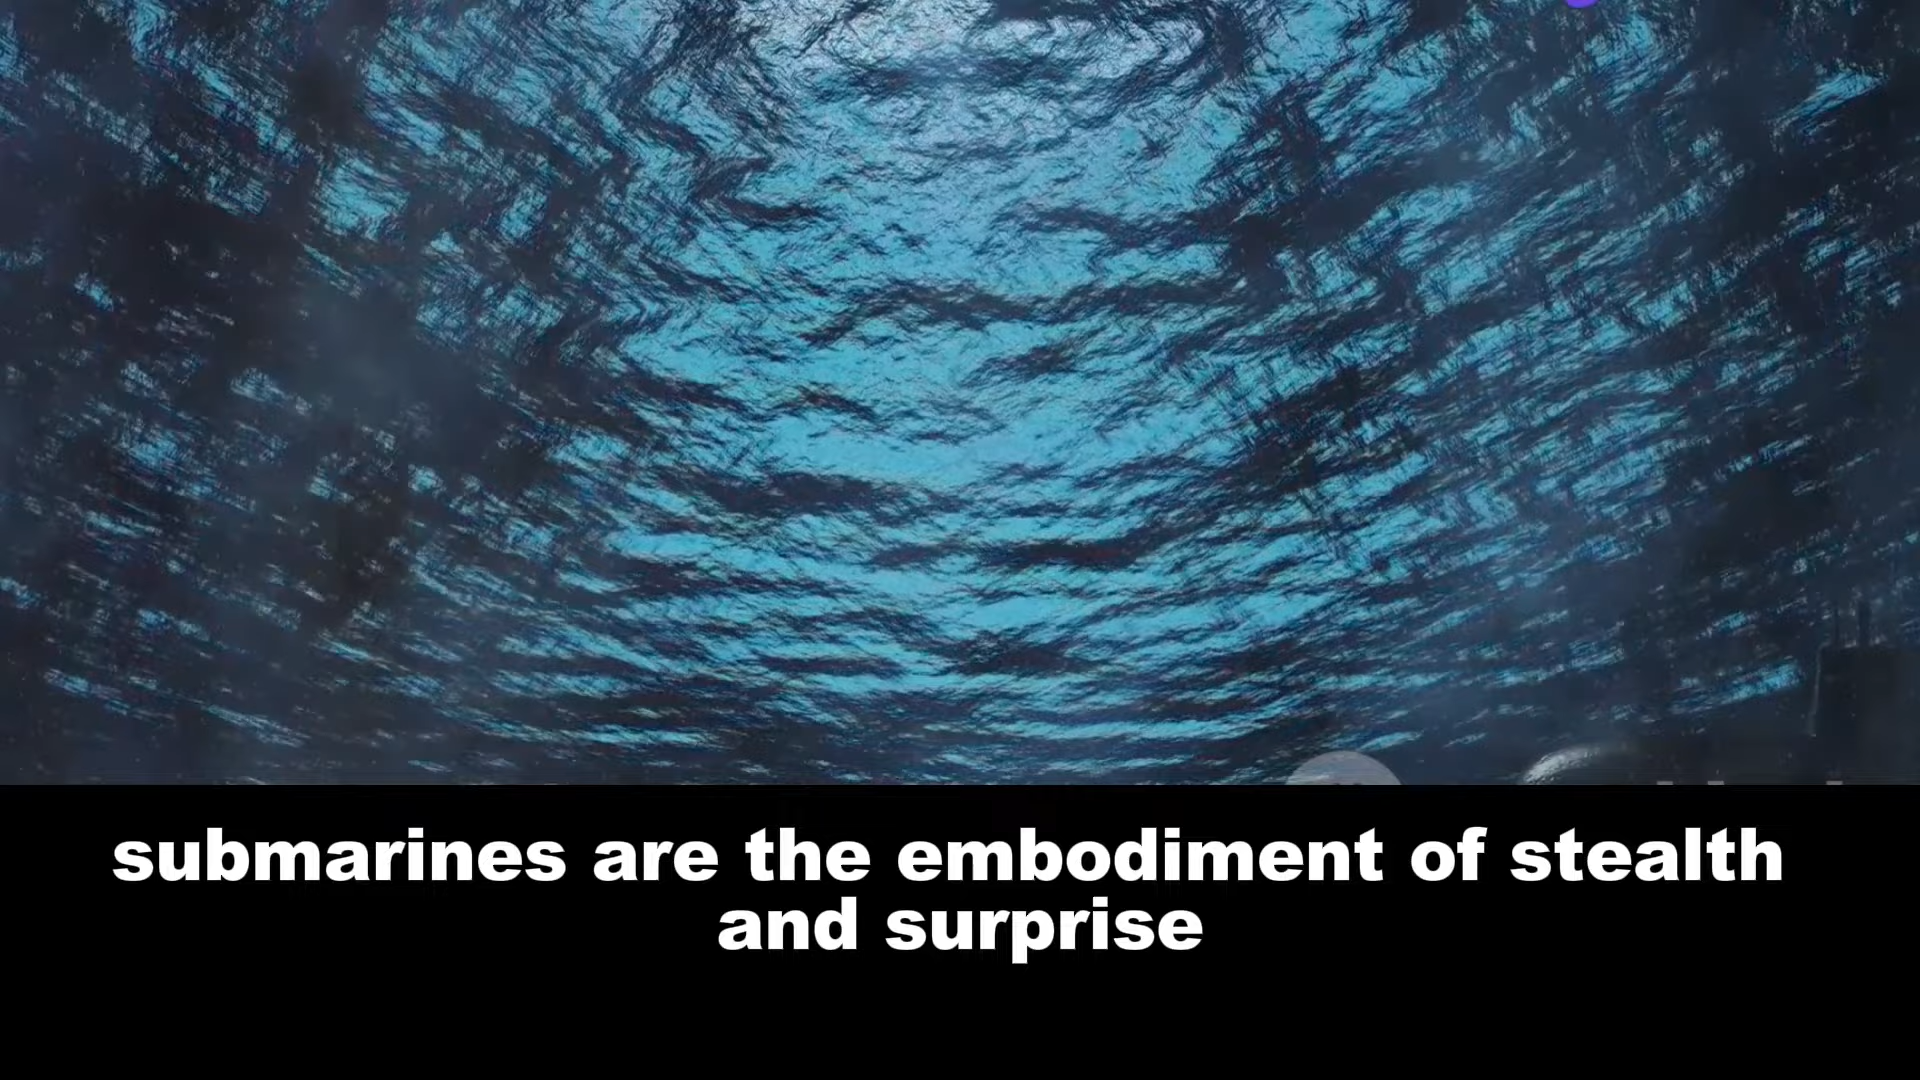 submarines are the embodiment of stealth
and surprise